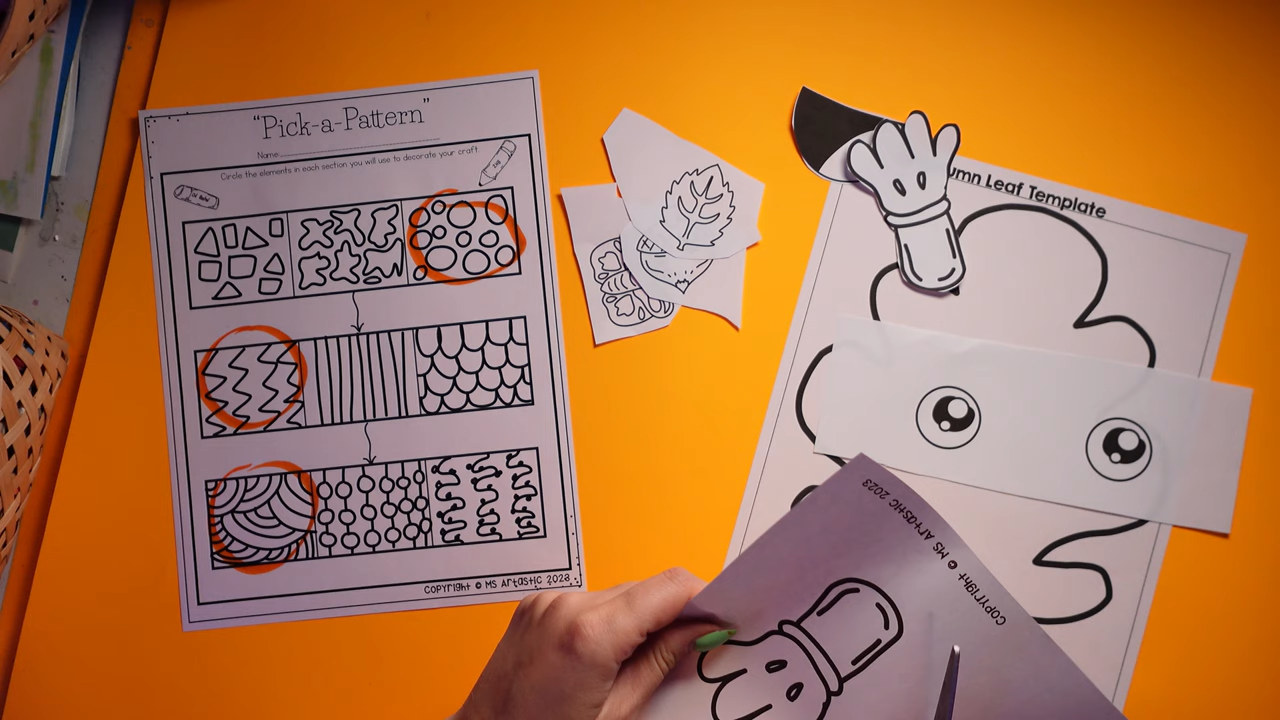 "Pick-a-Pattern"
Name
Circle the elements in each section you will use to decorate your craft.
COPYRIGHT © MS ARTASTIC 2023
umn Leaf Template
COPYRIGHT © MS ARTASTIC 2023